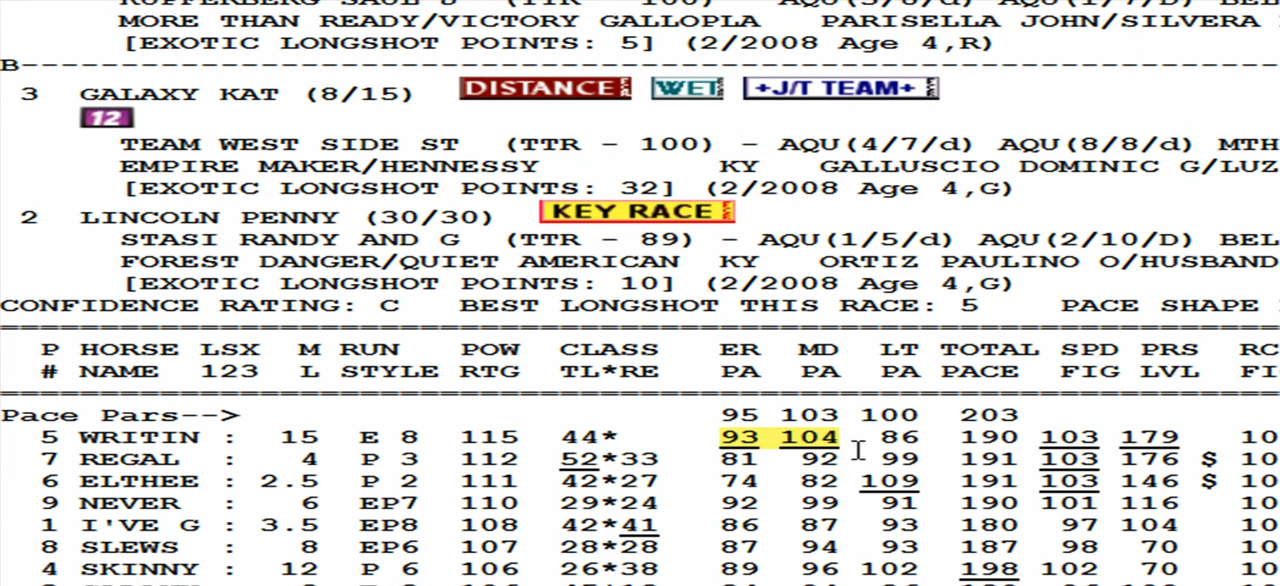 MORE THAN READY/VICTORY GALLOPLA PARISELLA JOHN/SILVERA
[EXOTIC LONGSHOT POINTS: 5] (2/2008 Age 4,R)
B--------------------------------------------------------------
3 GALAXY KAT (8/15) DISTANCE WET +J/T TEAM+
12
TEAM WEST SIDE ST (TTR - 100) - AQU(4/7/d) AQU(8/8/d) MTH
EMPIRE MAKER/HENNESSY KY GALLUSCIO DOMINIC G/LUZ
[EXOTIC LONGSHOT POINTS: 32] (2/2008 Age 4,G)
2 LINCOLN PENNY (30/30) KEY RACE
STASI RANDY AND G (TTR - 89) - AQU(1/5/d) AQU(2/10/D) BEL
FOREST DANGER/QUIET AMERICAN KY ORTIZ PAULINO O/HUSBAND
[EXOTIC LONGSHOT POINTS: 10] (2/2008 Age 4,G)
CONFIDENCE RATING: C BEST LONGSHOT THIS RACE: 5 PACE SHAPE
================================================================
P HORSE LSX M RUN POW CLASS ER MD LT TOTAL SPD PRS RC
# NAME 123 L STYLE RTG TL*RE PA PA PA PACE FIG LVL FI
================================================================
Pace Pars--> 95 103 100 203
5 WRITIN : 15 E 8 115 44* 93 104 86 190 103 179 10
7 REGAL : 4 P 3 112 52*33 81 92 99 191 103 176 $ 10
6 ELTHEE : 2.5 P 2 111 42*27 74 82 109 191 103 146 $ 10
9 NEVER : 6 EP7 110 29*24 92 99 91 190 101 116 10
1 I'VE G : 3.5 EP8 108 42*41 86 87 93 180 97 104 10
8 SLEWS : 8 EP6 107 28*28 87 94 93 187 98 70 10
4 SKINNY : 12 P 6 106 26*38 89 96 102 198 102 70 10